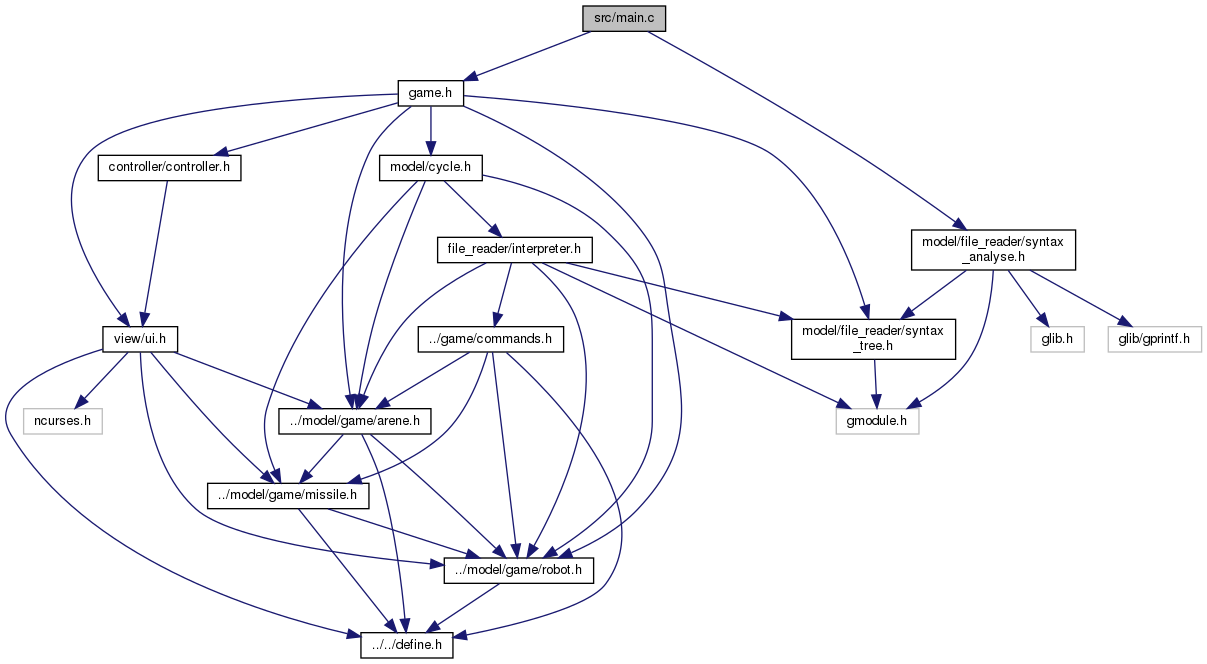 src/main.c
game.h
controller/controller.h
model/cycle.h
file_reader/interpreter.h
model/file_reader/syntax
_analyse.h
view/ui.h
../game/commands.h
model/file_reader/syntax
_tree.h
glib.h
glib/gprintf.h
ncurses.h
../model/game/arene.h
gmodule.h
../model/game/missile.h
../model/game/robot.h
../../define.h